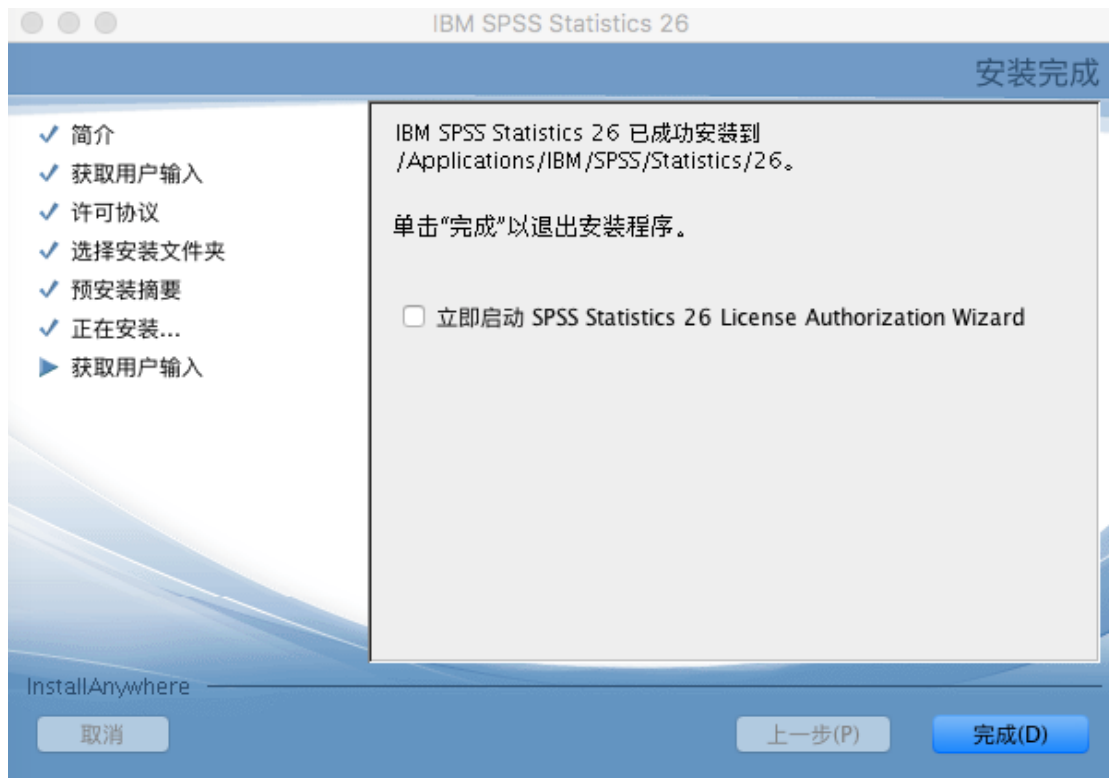 IBM SPSS Statistics 26
安装完成
简介
获取用户输入
许可协议
选择安装文件夹
预安装摘要
正在安装...
获取用户输入
IBM SPSS Statistics 26 已成功安装到
/Applications/IBM/SPSS/Statistics/26。
单击“完成”以退出安装程序。
立即启动 SPSS Statistics 26 License Authorization Wizard
InstallAnywhere
取消
上一步(P)
完成(D)